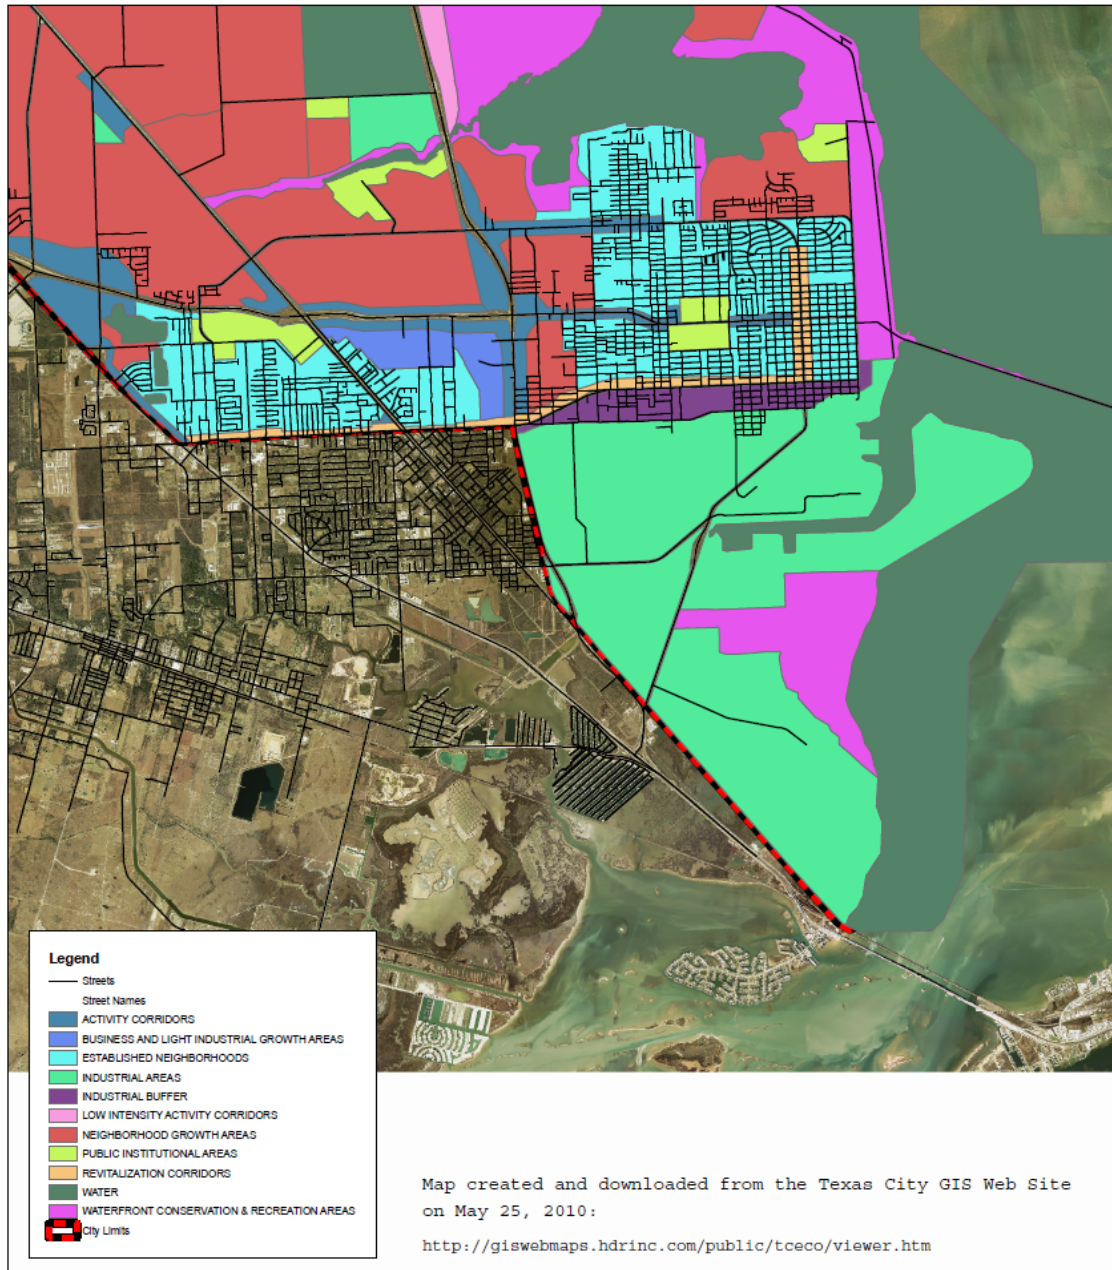 Legend
Streets
Street Names
ACTIVITY CORRIDORS
BUSINESS AND LIGHT INDUSTRIAL GROWTH AREAS
ESTABLISHED NEIGHBORHOODS
INDUSTRIAL AREAS
INDUSTRIAL BUFFER
LOW INTENSITY ACTIVITY CORRIDORS
NEIGHBORHOOD GROWTH AREAS
PUBLIC INSTITUTIONAL AREAS
REVITALIZATION CORRIDORS
WATER
WATERFRONT CONSERVATION & RECREATION AREAS
City Limits
Map created and downloaded from the Texas City GIS Web Site
on May 25, 2010:
http://giswebmaps.hdrinc.com/public/tceco/viewer.htm